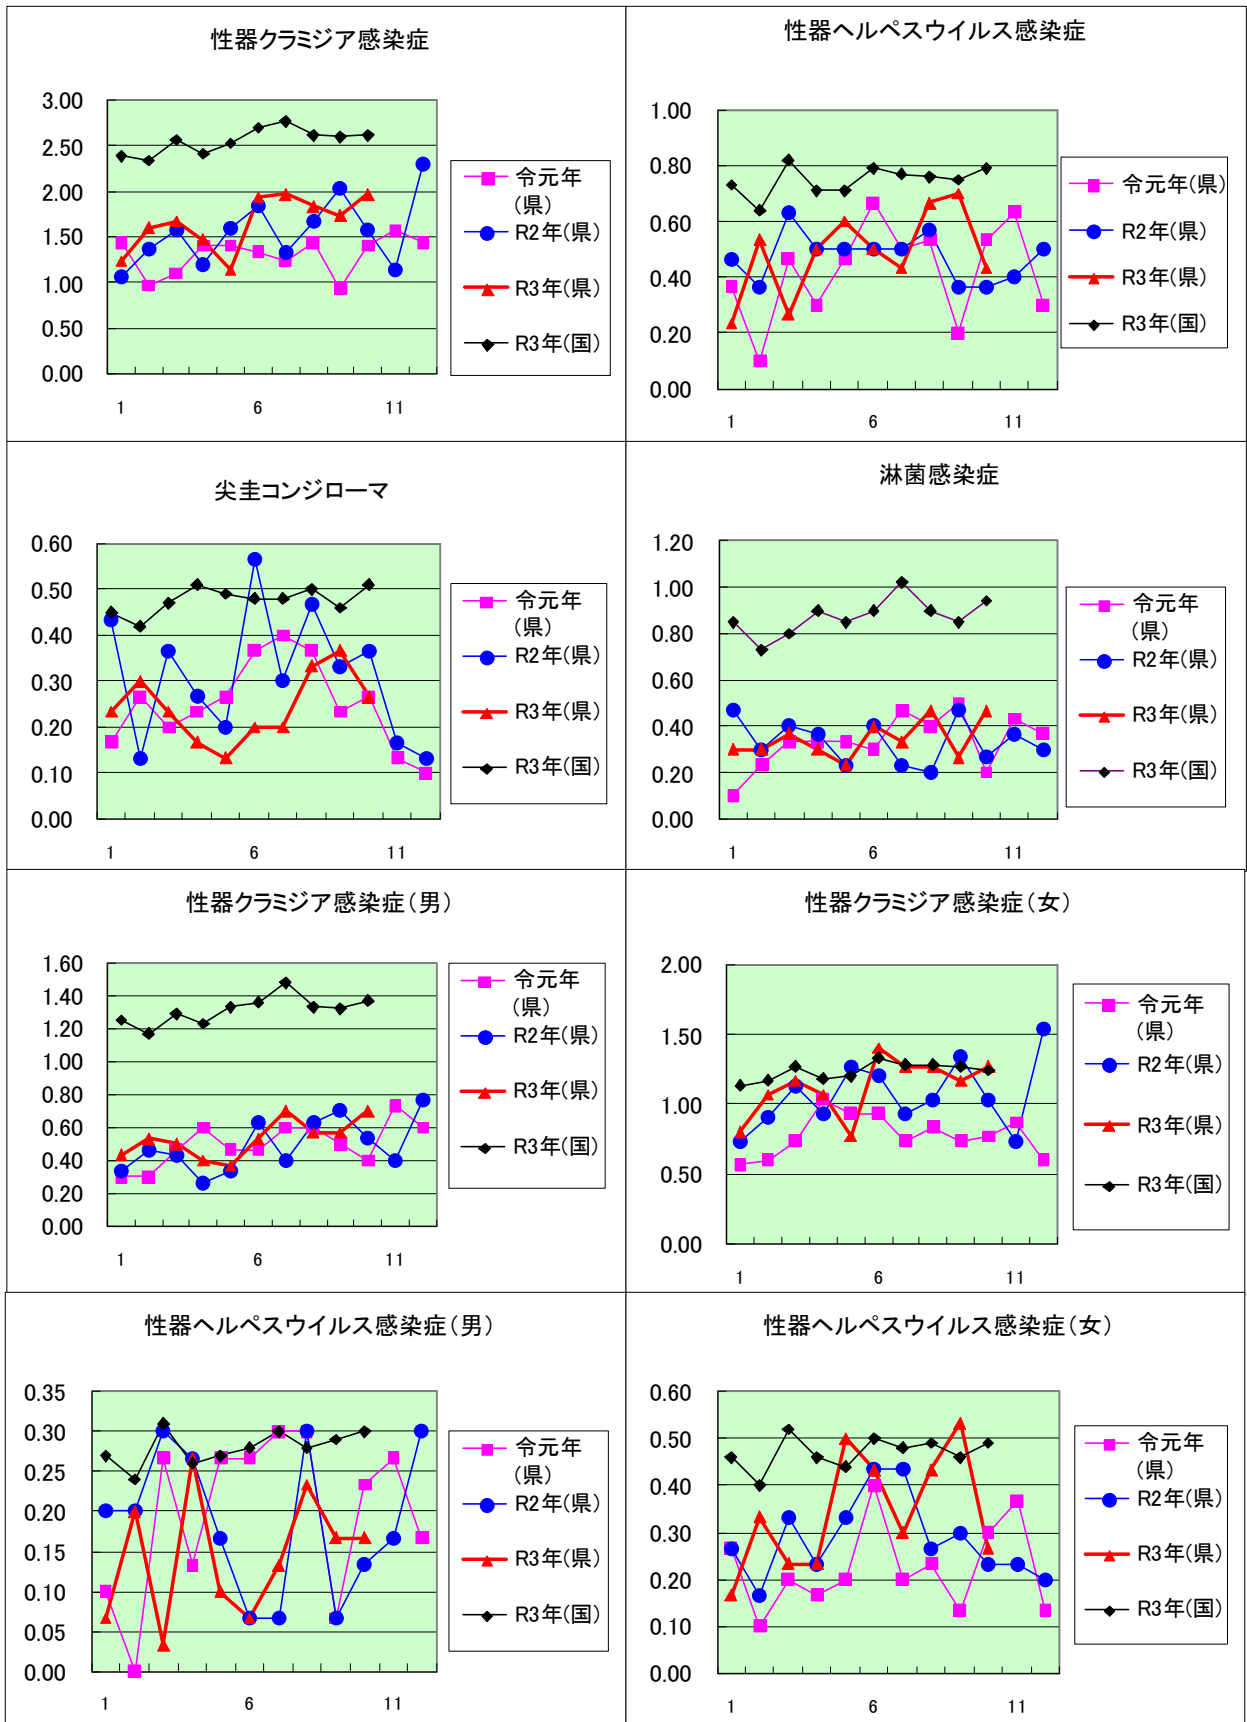 性器クラミジア感染症
3.00
2.50
2.00
1.50
1.00
0.50
0.00
1
6
11
令元年
(県)
R2年(県)
R3年(県)
R3年(国)
性器ヘルペスウイルス感染症
1.00
0.80
0.60
0.40
0.20
0.00
1
6
11
令元年(県)
R2年(県)
R3年(県)
R3年(国)
尖圭コンジローマ
0.60
0.50
0.40
0.30
0.20
0.10
0.00
1
6
11
令元年
(県)
R2年(県)
R3年(県)
R3年(国)
淋菌感染症
1.20
1.00
0.80
0.60
0.40
0.20
0.00
1
6
11
令元年
(県)
R2年(県)
R3年(県)
R3年(国)
性器クラミジア感染症(男)
1.60
1.40
1.20
1.00
0.80
0.60
0.40
0.20
0.00
1
6
11
令元年
(県)
R2年(県)
R3年(県)
R3年(国)
性器クラミジア感染症(女)
2.00
1.50
1.00
0.50
0.00
1
6
11
令元年
(県)
R2年(県)
R3年(県)
R3年(国)
性器ヘルペスウイルス感染症(男)
0.35
0.30
0.25
0.20
0.15
0.10
0.05
0.00
1
6
11
令元年
(県)
R2年(県)
R3年(県)
R3年(国)
性器ヘルペスウイルス感染症(女)
0.60
0.50
0.40
0.30
0.20
0.10
0.00
1
6
11
令元年
(県)
R2年(県)
R3年(県)
R3年(国)